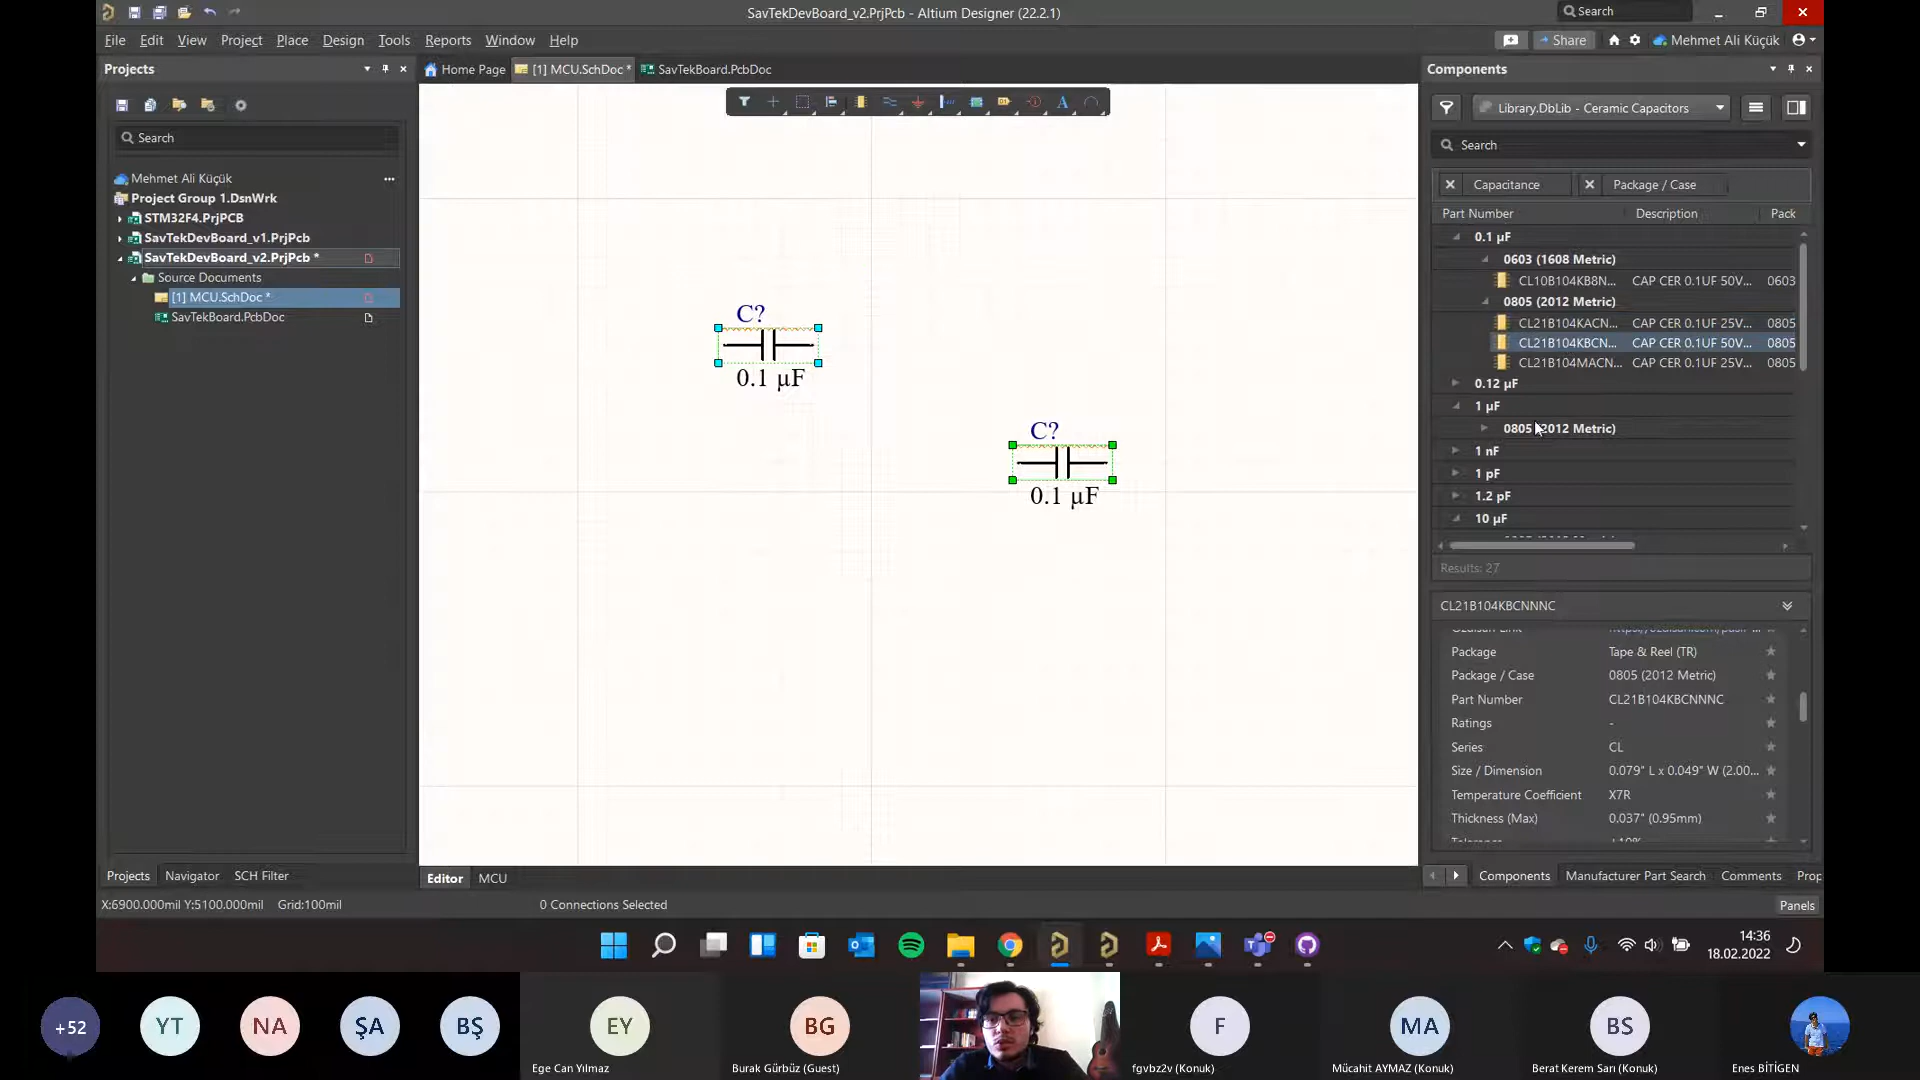 SavTekDevBoard_v2.PrjPcb - Altium Designer (22.2.1)
Search
File Edit View Project Place Design Tools Reports Window Help
Share
Mehmet Ali Küçük
Projects
Home Page
[1] MCU.SchDoc *
SavTekBoard.PcbDoc
Components
Library.DbLib - Ceramic Capacitors
Search
Search
Capacitance
Package / Case
Part Number Description Pack
Mehmet Ali Küçük
Project Group 1.DsnWrk
STM32F4.PrjPCB
SavTekDevBoard_v1.PrjPcb
SavTekDevBoard_v2.PrjPcb *
Source Documents
[1] MCU.SchDoc *
SavTekBoard.PcbDoc
C?
0.1 µF
C?
0.1 µF
0.1 µF
0603 (1608 Metric)
CL10B104KB8N... CAP CER 0.1UF 50V... 0603
0805 (2012 Metric)
CL21B104KACN... CAP CER 0.1UF 25V... 0805
CL21B104KBCN... CAP CER 0.1UF 50V... 0805
CL21B104MACN... CAP CER 0.1UF 25V... 0805
0.12 µF
1 µF
0805 (2012 Metric)
1 nF
1 pF
1.2 pF
10 µF
Results: 27
CL21B104KBCNNNC
Package Tape & Reel (TR)
Package / Case 0805 (2012 Metric)
Part Number CL21B104KBCNNNC
Ratings -
Series CL
Size / Dimension 0.079" L x 0.049" W (2.00...
Temperature Coefficient X7R
Thickness (Max) 0.037" (0.95mm)
Projects Navigator SCH Filter
Editor MCU
Components Manufacturer Part Search Comments Prop
X:6900.000mil Y:5100.000mil Grid:100mil
0 Connections Selected
Panels
14:36
18.02.2022
+52
YT
NA
ŞA
BŞ
EY
Ege Can Yılmaz
BG
Burak Gürbüz (Guest)
F
fgvbz2v (Konuk)
MA
Mücahit AYMAZ (Konuk)
BS
Berat Kerem Sarı (Konuk)
Enes BİTİGEN